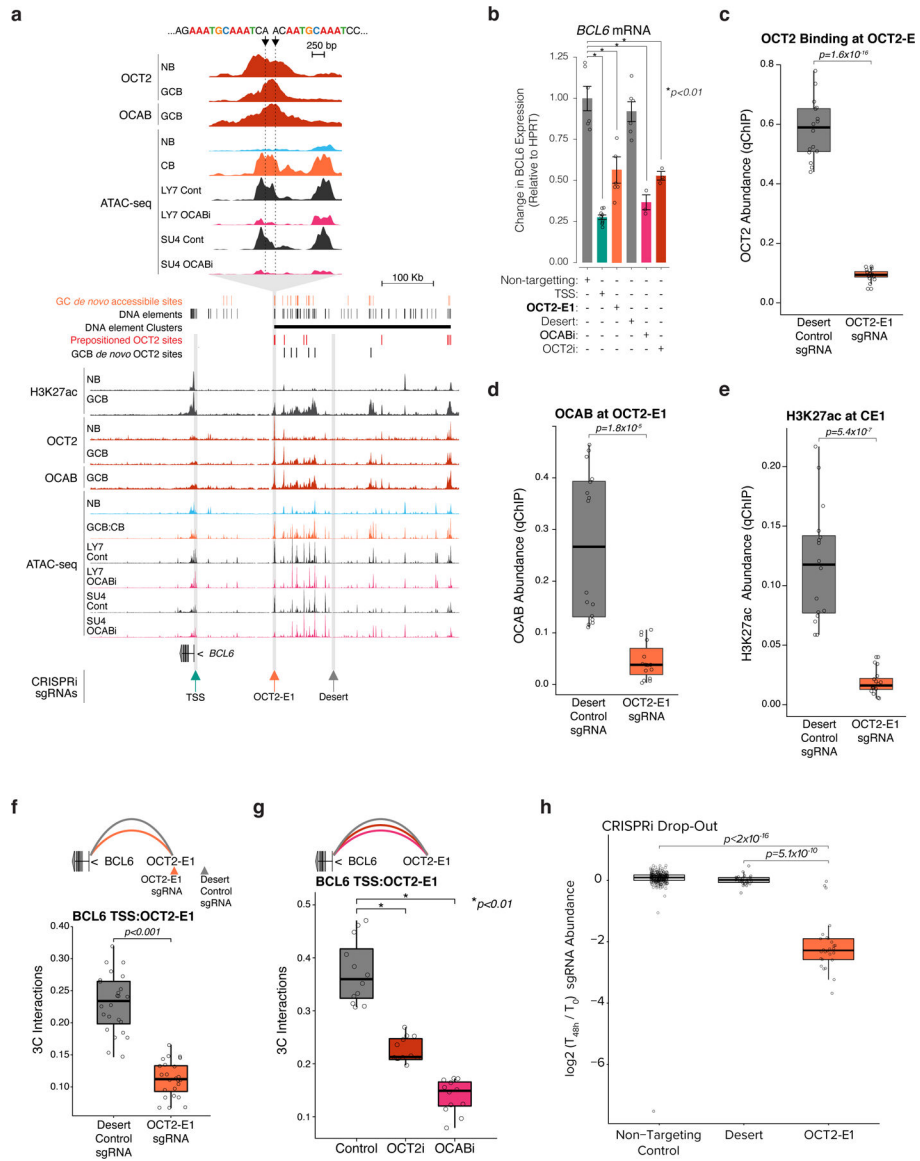 a
...AGAAATGCAAATCA ACAATGCAAATCC...
250 bp
OCT2
NB
GCB
OCAB
GCB
ATAC-seq
NB
CB
LY7 Cont
LY7 OCABi
SU4 Cont
SU4 OCABi
100 Kb
GC de novo accessibile sites
DNA elements
DNA element Clusters
Prepositioned OCT2 sites
GCB de novo OCT2 sites
H3K27ac
NB
GCB
OCT2
NB
GCB
OCAB
GCB
ATAC-seq
NB
GCB:CB
LY7
Cont
LY7
OCABi
SU4
Cont
SU4
OCABi
< BCL6
CRISPRi
sgRNAs
TSS
OCT2-E1
Desert
b
BCL6 mRNA
* p<0.01
* * * *
Change in BCL6 Expression
(Relative to HPRT)
1.25
1.00
0.75
0.50
0.25
0.00
Non-targetting: * - - - - -
TSS: - * - - - -
OCT2-E1: - - * - - -
Desert: - - - * - -
OCABi: - - - - * -
OCT2i: - - - - - *
c
OCT2 Binding at OCT2-E
p=1.6x10-16
OCT2 Abundance (qChIP)
0.8
0.6
0.4
0.2
0.0
Desert
Control
sgRNA
OCT2-E1
sgRNA
d
OCAB at OCT2-E1
p=1.8x10-5
OCAB Abundance (qChIP)
0.4
0.3
0.2
0.1
0.0
Desert
Control
sgRNA
OCT2-E1
sgRNA
e
H3K27ac at CE1
p=5.4x10-7
H3K27ac Abundance (qChIP)
0.20
0.15
0.10
0.05
0.00
Desert
Control
sgRNA
OCT2-E1
sgRNA
f
< BCL6
OCT2-E1
OCT2-E1
sgRNA
Desert
Control
sgRNA
BCL6 TSS:OCT2-E1
p<0.001
3C Interactions
0.40
0.35
0.30
0.25
0.20
0.15
0.10
Desert
Control
sgRNA
OCT2-E1
sgRNA
g
< BCL6
OCT2-E1
BCL6 TSS:OCT2-E1
* p<0.01
*
*
3C Interactions
0.5
0.4
0.3
0.2
0.1
Control
OCT2i
OCABi
h
CRISPRi Drop-Out
p<2x10-16
p=5.1x10-10
log2 (T48h / T0) sgRNA Abundance
0
−2
−4
−6
Non-Targeting
Control
Desert
OCT2-E1